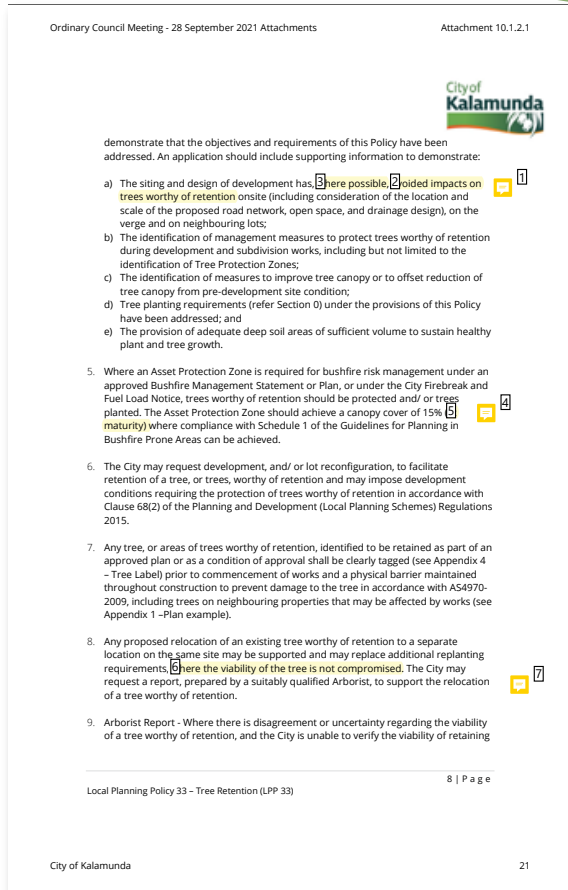 Ordinary Council Meeting - 28 September 2021 Attachments Attachment 10.1.2.1
City of
Kalamunda
demonstrate that the objectives and requirements of this Policy have been
addressed. An application should include supporting information to demonstrate:
a) The siting and design of development has, 3 here possible, 2 voided impacts on 1
trees worthy of retention onsite (including consideration of the location and
scale of the proposed road network, open space, and drainage design), on the
verge and on neighbouring lots;
b) The identification of management measures to protect trees worthy of retention
during development and subdivision works, including but not limited to the
identification of Tree Protection Zones;
c) The identification of measures to improve tree canopy or to offset reduction of
tree canopy from pre-development site condition;
d) Tree planting requirements (refer Section 0) under the provisions of this Policy
have been addressed; and
e) The provision of adequate deep soil areas of sufficient volume to sustain healthy
plant and tree growth.
5. Where an Asset Protection Zone is required for bushfire risk management under an
approved Bushfire Management Statement or Plan, or under the City Firebreak and
Fuel Load Notice, trees worthy of retention should be protected and/ or trees
planted. The Asset Protection Zone should achieve a canopy cover of 15% 5 4
maturity) where compliance with Schedule 1 of the Guidelines for Planning in
Bushfire Prone Areas can be achieved.
6. The City may request development, and/ or lot reconfiguration, to facilitate
retention of a tree, or trees, worthy of retention and may impose development
conditions requiring the protection of trees worthy of retention in accordance with
Clause 68(2) of the Planning and Development (Local Planning Schemes) Regulations
2015.
7. Any tree, or areas of trees worthy of retention, identified to be retained as part of an
approved plan or as a condition of approval shall be clearly tagged (see Appendix 4
– Tree Label) prior to commencement of works and a physical barrier maintained
throughout construction to prevent damage to the tree in accordance with AS4970-
2009, including trees on neighbouring properties that may be affected by works (see
Appendix 1 –Plan example).
8. Any proposed relocation of an existing tree worthy of retention to a separate
location on the same site may be supported and may replace additional replanting
requirements, 6 here the viability of the tree is not compromised. The City may 7
request a report, prepared by a suitably qualified Arborist, to support the relocation
of a tree worthy of retention.
9. Arborist Report - Where there is disagreement or uncertainty regarding the viability
of a tree worthy of retention, and the City is unable to verify the viability of retaining
8 | P a g e
Local Planning Policy 33 – Tree Retention (LPP 33)
City of Kalamunda 21